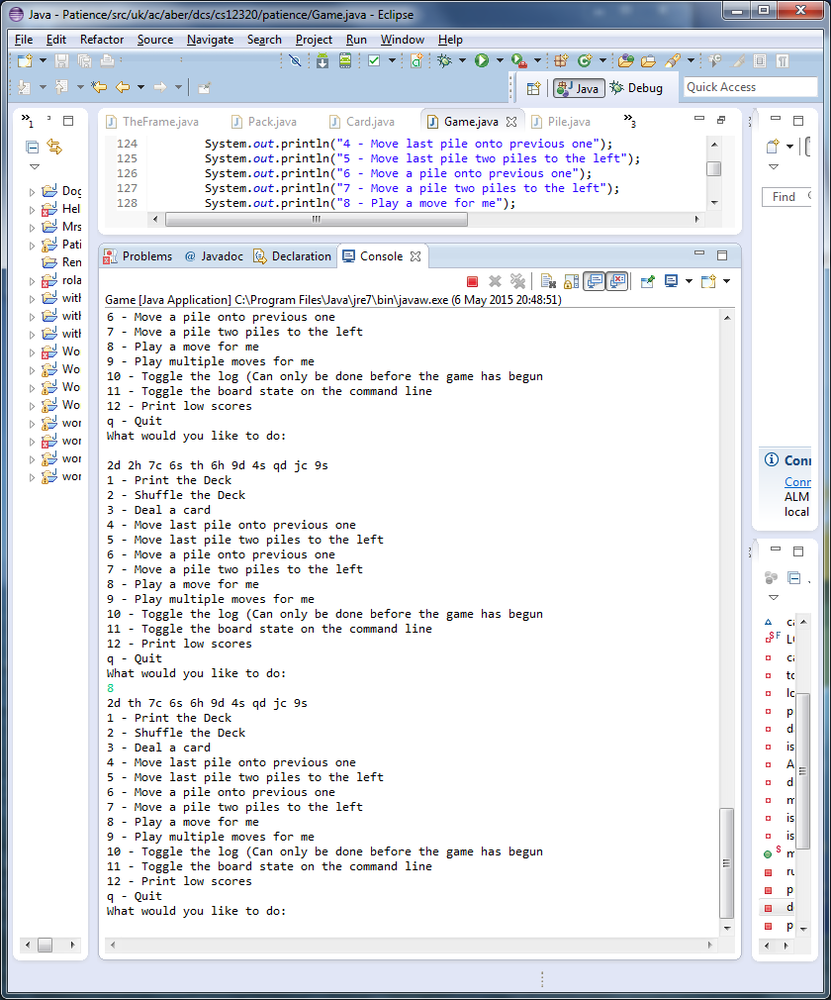 Java - Patience/src/uk/ac/aber/dcs/cs12320/patience/Game.java - Eclipse
File Edit Refactor Source Navigate Search Project Run Window Help
Java Debug Quick Access
1
TheFrame.java Pack.java Card.java Game.java Pile.java 3
124 System.out.println("4 - Move last pile onto previous one");
125 System.out.println("5 - Move last pile two piles to the left");
126 System.out.println("6 - Move a pile onto previous one");
127 System.out.println("7 - Move a pile two piles to the left");
128 System.out.println("8 - Play a move for me");
Find
Dog
Hel
Mrs
Pati
Ren
rola
with
with
with
Wo
Wo
Wo
Wo
wor
wor
wor
wor
Problems Javadoc Declaration Console
Game [Java Application] C:\Program Files\Java\jre7\bin\javaw.exe (6 May 2015 20:48:51)
6 - Move a pile onto previous one
7 - Move a pile two piles to the left
8 - Play a move for me
9 - Play multiple moves for me
10 - Toggle the log (Can only be done before the game has begun
11 - Toggle the board state on the command line
12 - Print low scores
q - Quit
What would you like to do:
2d 2h 7c 6s th 6h 9d 4s qd jc 9s
1 - Print the Deck
2 - Shuffle the Deck
3 - Deal a card
4 - Move last pile onto previous one
5 - Move last pile two piles to the left
6 - Move a pile onto previous one
7 - Move a pile two piles to the left
8 - Play a move for me
9 - Play multiple moves for me
10 - Toggle the log (Can only be done before the game has begun
11 - Toggle the board state on the command line
12 - Print low scores
q - Quit
What would you like to do:
8
2d th 7c 6s 6h 9d 4s qd jc 9s
1 - Print the Deck
2 - Shuffle the Deck
3 - Deal a card
4 - Move last pile onto previous one
5 - Move last pile two piles to the left
6 - Move a pile onto previous one
7 - Move a pile two piles to the left
8 - Play a move for me
9 - Play multiple moves for me
10 - Toggle the log (Can only be done before the game has begun
11 - Toggle the board state on the command line
12 - Print low scores
q - Quit
What would you like to do:
Conn
Conn
ALM
local